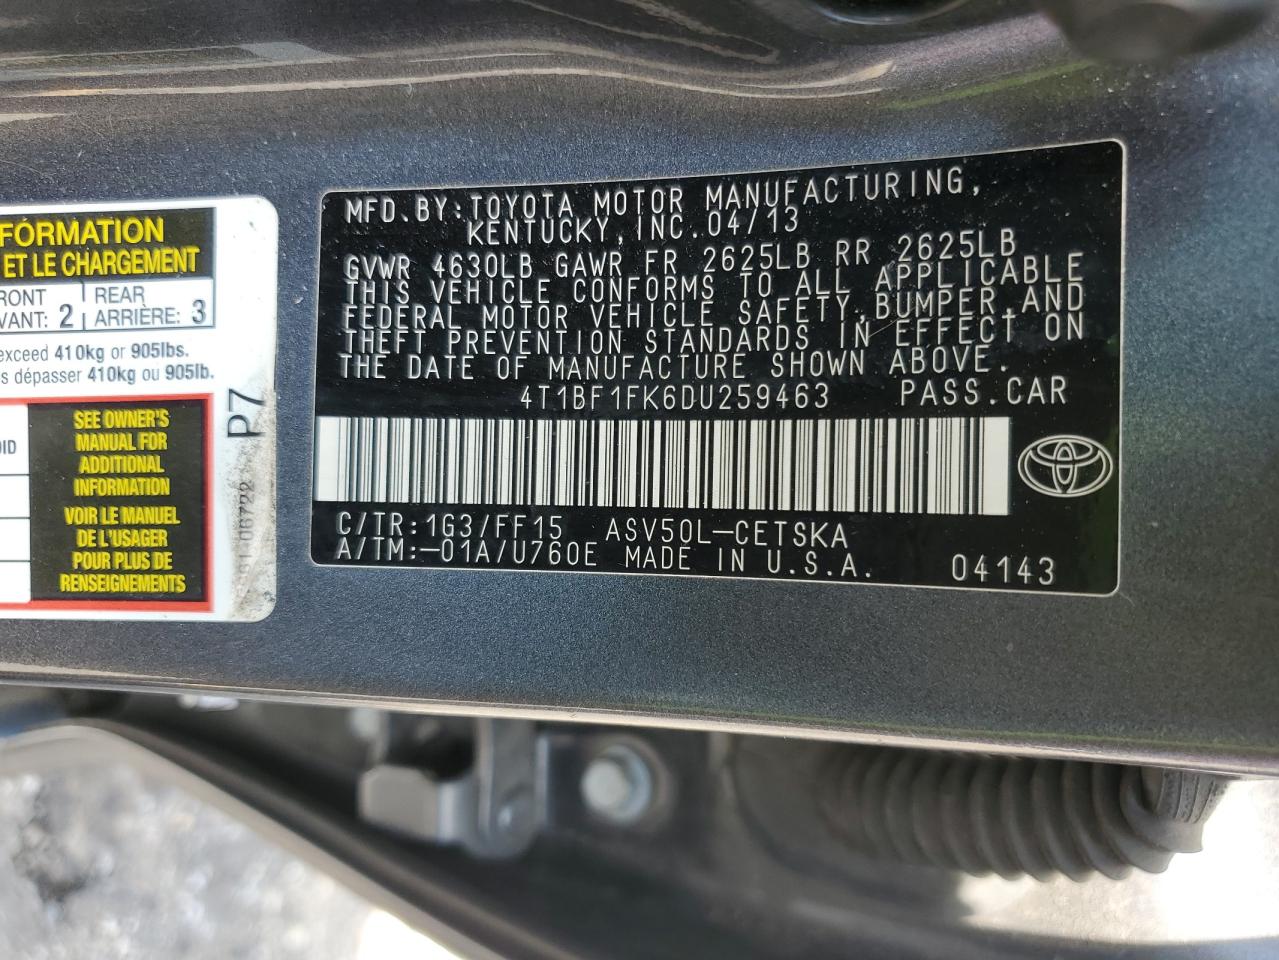 FORMATION
ET LE CHARGEMENT
FRONT 2 REAR 3
VANT: ARRIÈRE:
exceed 410kg or 905lbs.
s dépasser 410kg ou 905lb.
SEE OWNER'S
MANUAL FOR
ADDITIONAL
INFORMATION
VOIR LE MANUEL
DE L'USAGER
POUR PLUS DE
RENSEIGNEMENTS
P7
06722
MFD.BY:TOYOTA MOTOR MANUFACTURING,
KENTUCKY,INC.04/13
GVWR 4630LB GAWR FR 2625LB RR 2625LB
THIS VEHICLE CONFORMS TO ALL APPLICABLE
FEDERAL MOTOR VEHICLE SAFETY,BUMPER,AND
THEFT PREVENTION STANDARDS IN EFFECT ON
THE DATE OF MANUFACTURE SHOWN ABOVE.
4T1BF1FK6DU259463 PASS.CAR
C/TR:1G3/FF15 ASV50L-CETSKA
A/TM:-01A/U760E MADE IN U.S.A. 04143